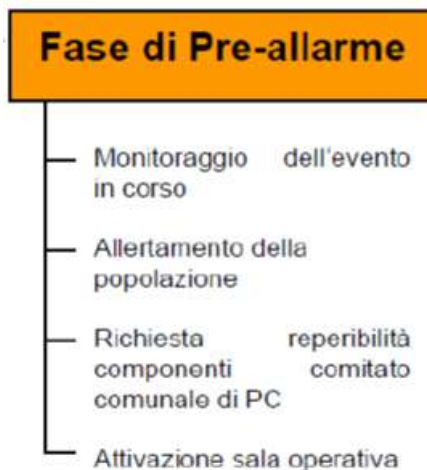 Fase di Pre-allarme
Monitoraggio dell'evento
in corso
Allertamento della
popolazione
Richiesta reperibilità
componenti comitato
comunale di PC
Attivazione sala operativa